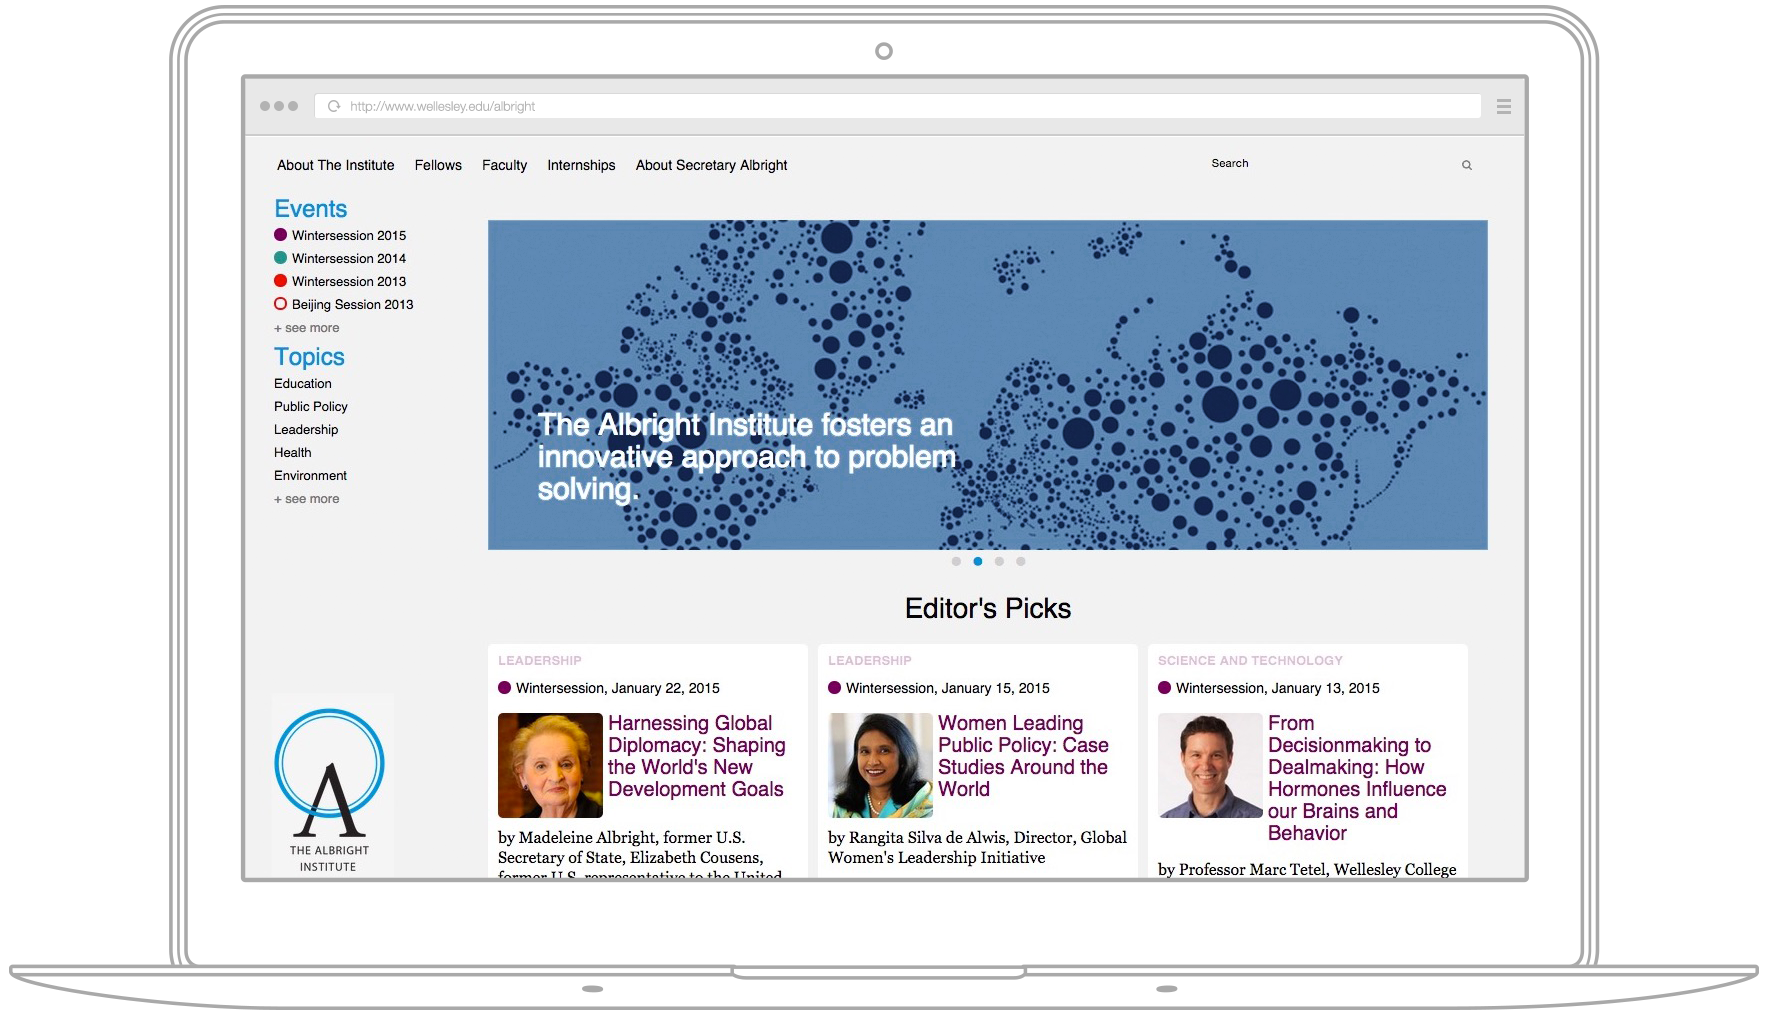 http://www.wellesley.edu/albright
About The Institute Fellows Faculty Internships About Secretary Albright Search
Events
Wintersession 2015
Wintersession 2014
Wintersession 2013
Beijing Session 2013
+ see more
Topics
Education
Public Policy
Leadership
Health
Environment
+ see more
THE ALBRIGHT
INSTITUTE
The Albright Institute fosters an
innovative approach to problem
solving.
Editor's Picks
LEADERSHIP
Wintersession, January 22, 2015
Harnessing Global
Diplomacy: Shaping
the World's New
Development Goals
by Madeleine Albright, former U.S.
Secretary of State, Elizabeth Cousens,
former U.S. representative to the United
LEADERSHIP
Wintersession, January 15, 2015
Women Leading
Public Policy: Case
Studies Around the
World
by Rangita Silva de Alwis, Director, Global
Women's Leadership Initiative
SCIENCE AND TECHNOLOGY
Wintersession, January 13, 2015
From
Decisionmaking to
Dealmaking: How
Hormones Influence
our Brains and
Behavior
by Professor Marc Tetel, Wellesley College